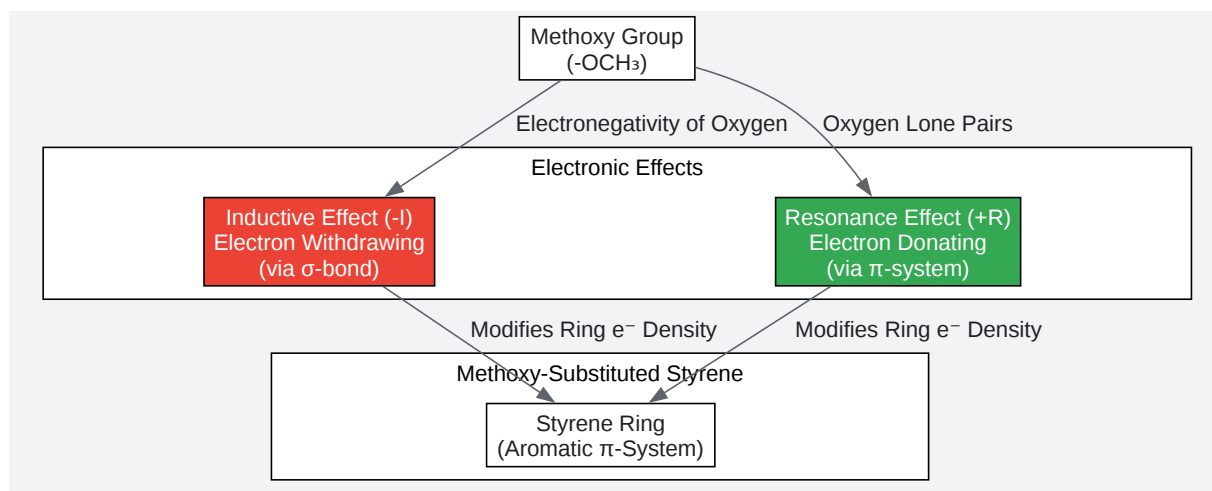 Methoxy Group
(-OCH₃)
Electronegativity of Oxygen
Oxygen Lone Pairs
Electronic Effects
Inductive Effect (-I)
Electron Withdrawing
(via σ-bond)
Resonance Effect (+R)
Electron Donating
(via π-system)
Modifies Ring e⁻ Density
Modifies Ring e⁻ Density
Methoxy-Substituted Styrene
Styrene Ring
(Aromatic π-System)